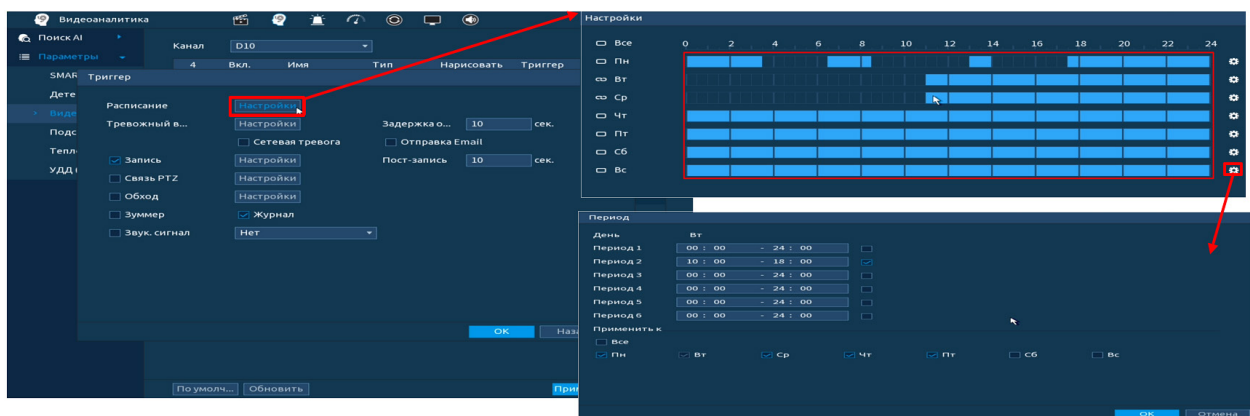 Видеоаналитика
Поиск AI
Параметры
Канал D10
4 Вкл. Имя Тип Нарисовать Триггер
SMAR
Дете
Виде
Подс
Тепл
УДД
Триггер
Расписание Настройки
Тревожный в... Настройки Задержка о... 10 сек.
Сетевая тревога Отправка Email
Запись Настройки Пост-запись 10 сек.
Связь PTZ Настройки
Обход Настройки
Зуммер Журнал
Звук. сигнал Нет
OK Наза
По умолч... Обновить При
Настройки
Все 0 2 4 6 8 10 12 14 16 18 20 22 24
Пн
Вт
Ср
Чт
Пт
Сб
Вс
Период
День Вт
Период 1 00 : 00 - 24 : 00
Период 2 10 : 00 - 18 : 00
Период 3 00 : 00 - 24 : 00
Период 4 00 : 00 - 24 : 00
Период 5 00 : 00 - 24 : 00
Период 6 00 : 00 - 24 : 00
Применить к
Все
Пн Вт Ср Чт Пт Сб Вс
OK Отмена